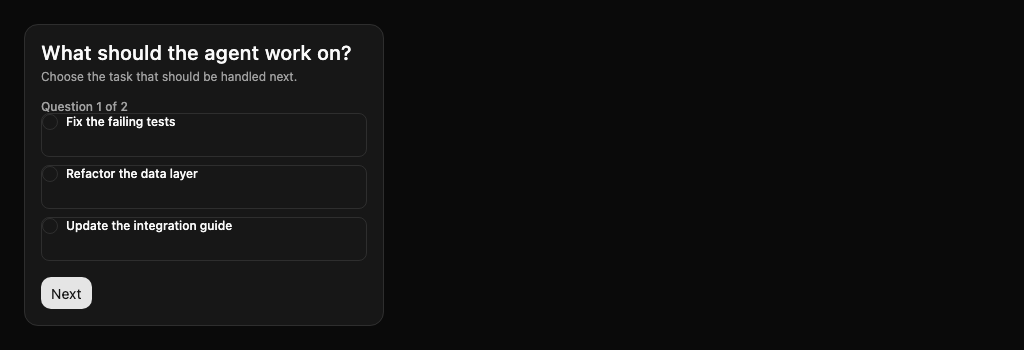 What should the agent work on?
Choose the task that should be handled next.
Question 1 of 2
Fix the failing tests
Refactor the data layer
Update the integration guide
Next